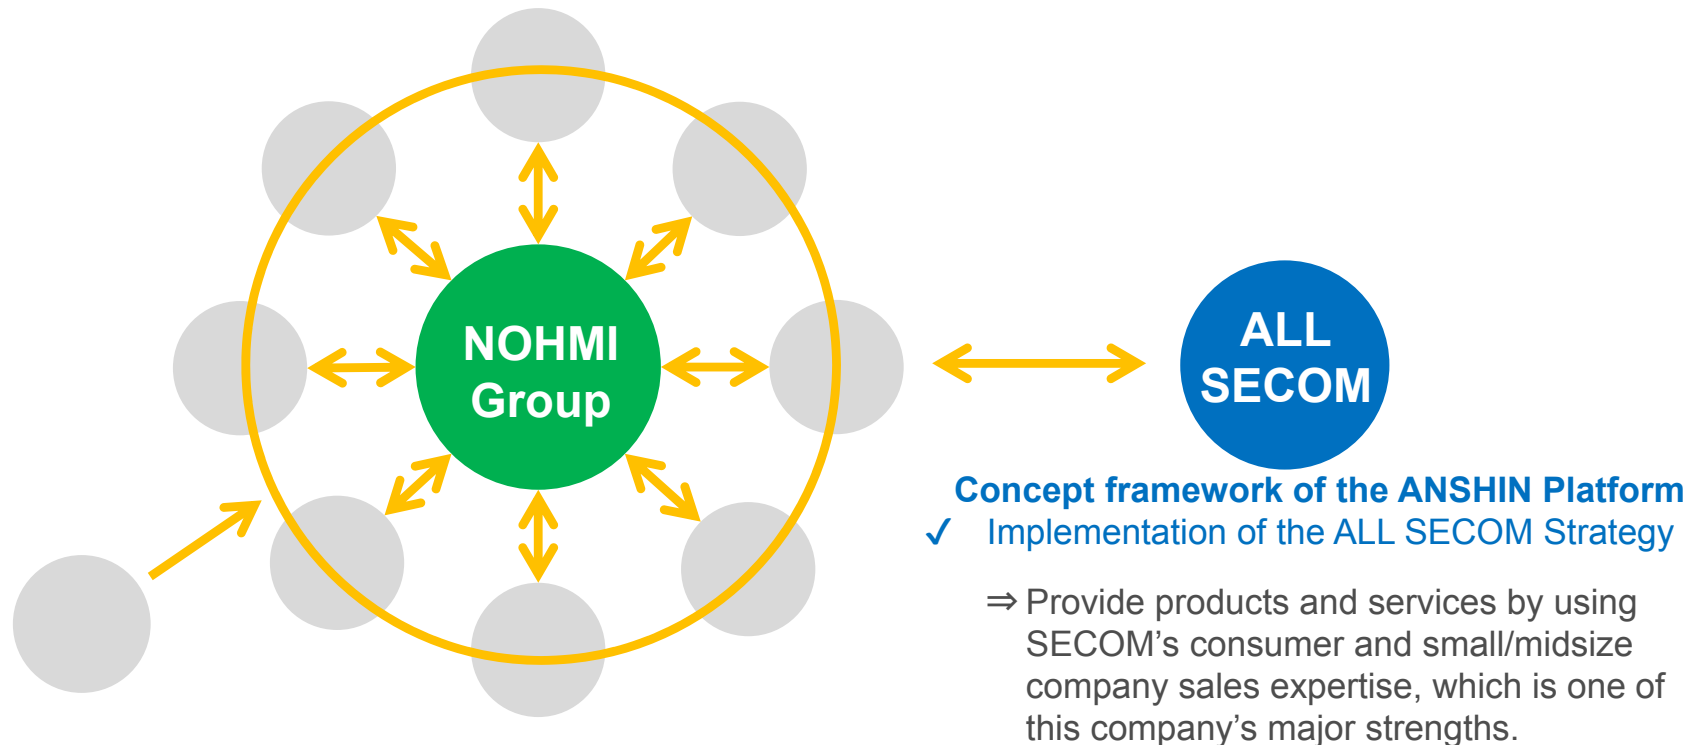 NOHMI
Group
ALL
SECOM
Concept framework of the ANSHIN Platform
✓ Implementation of the ALL SECOM Strategy
⇒ Provide products and services by using
SECOM’s consumer and small/midsize
company sales expertise, which is one of
this company’s major strengths.